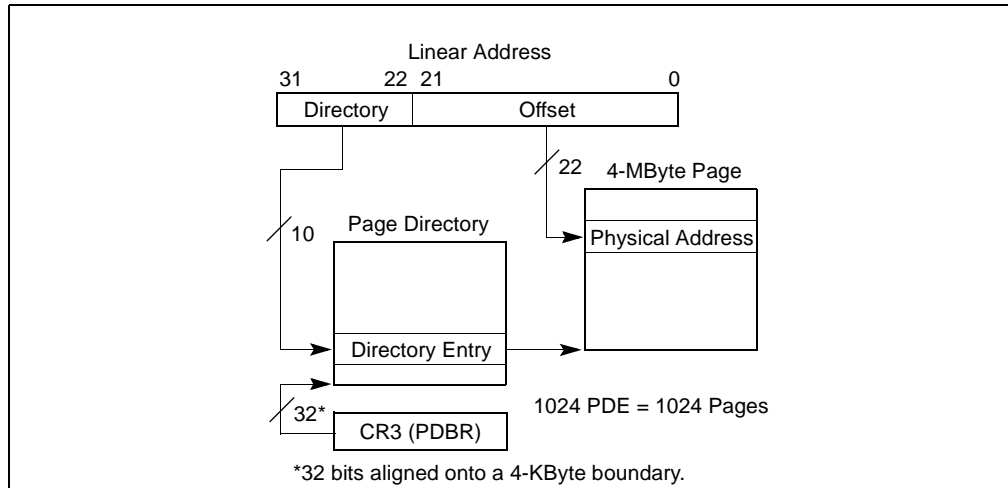 Linear Address
31 22 21 0
Directory Offset
22
4-MByte Page
10
Page Directory
Physical Address
Directory Entry
32*
1024 PDE = 1024 Pages
CR3 (PDBR)
*32 bits aligned onto a 4-KByte boundary.